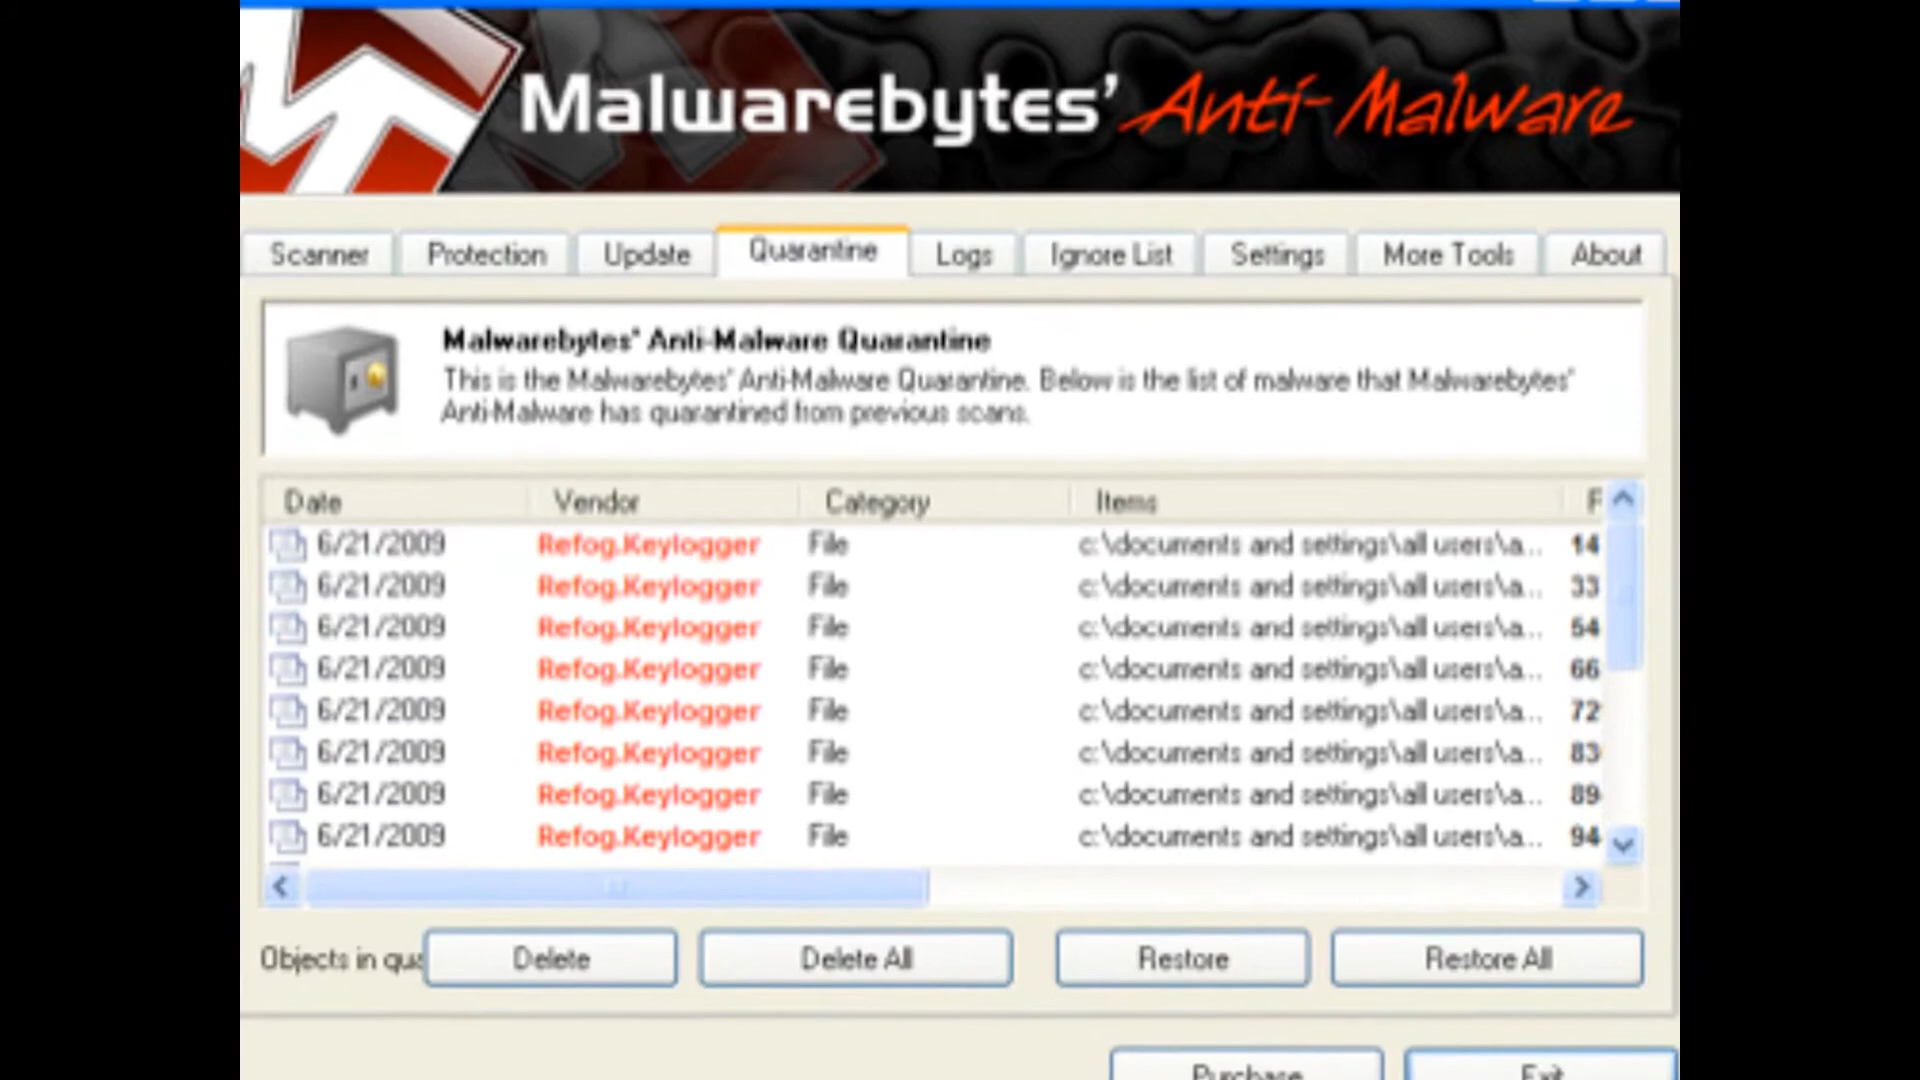 Malwarebytes' Anti-Malware
Scanner Protection Update Quarantine Logs Ignore List Settings More Tools About
Malwarebytes' Anti-Malware Quarantine
This is the Malwarebytes' Anti-Malware Quarantine. Below is the list of malware that Malwarebytes'
Anti-Malware has quarantined from previous scans.
Date Vendor Category Items
6/21/2009 Refog.Keylogger File c:\documents and settings\all users\a... 14
6/21/2009 Refog.Keylogger File c:\documents and settings\all users\a... 33
6/21/2009 Refog.Keylogger File c:\documents and settings\all users\a... 54
6/21/2009 Refog.Keylogger File c:\documents and settings\all users\a... 66
6/21/2009 Refog.Keylogger File c:\documents and settings\all users\a... 72
6/21/2009 Refog.Keylogger File c:\documents and settings\all users\a... 83
6/21/2009 Refog.Keylogger File c:\documents and settings\all users\a... 89
6/21/2009 Refog.Keylogger File c:\documents and settings\all users\a... 94
Objects in qua Delete Delete All Restore Restore All
Purchase Exit